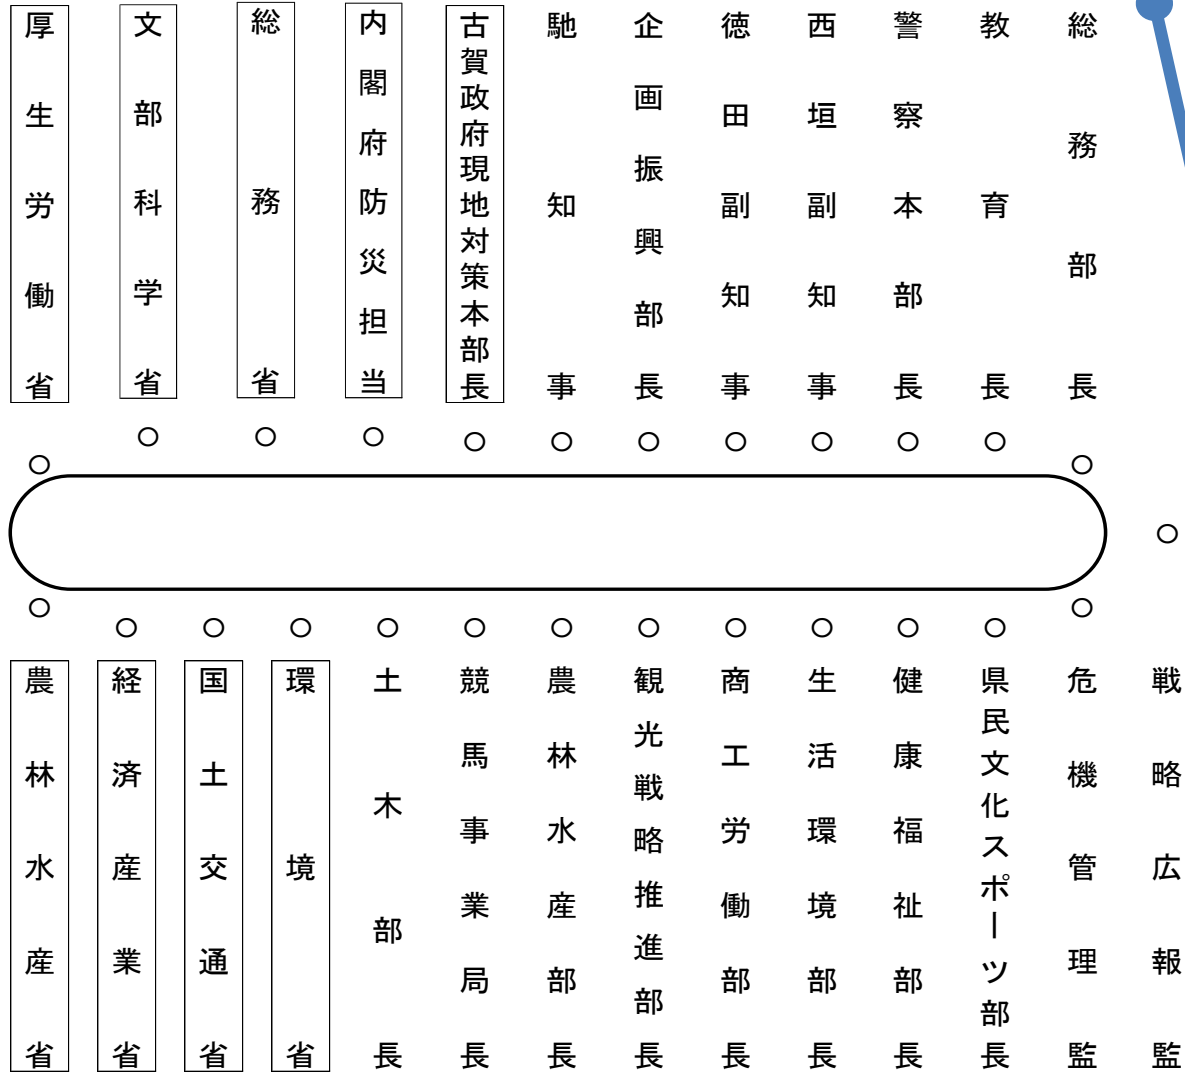 総務部長
教育長
警察本部長
西垣副知事
徳田副知事
企画振興部長
馳知事
古賀政府現地対策本部長
内閣府防災担当
総務省
文部科学省
厚生労働省
戦略広報監
危機管理監
県民文化スポーツ部長
健康福祉部長
生活環境部長
商工労働部長
観光戦略推進部長
農林水産部長
競馬事業局長
土木部長
環境省
国土交通省
経済産業省
農林水産省